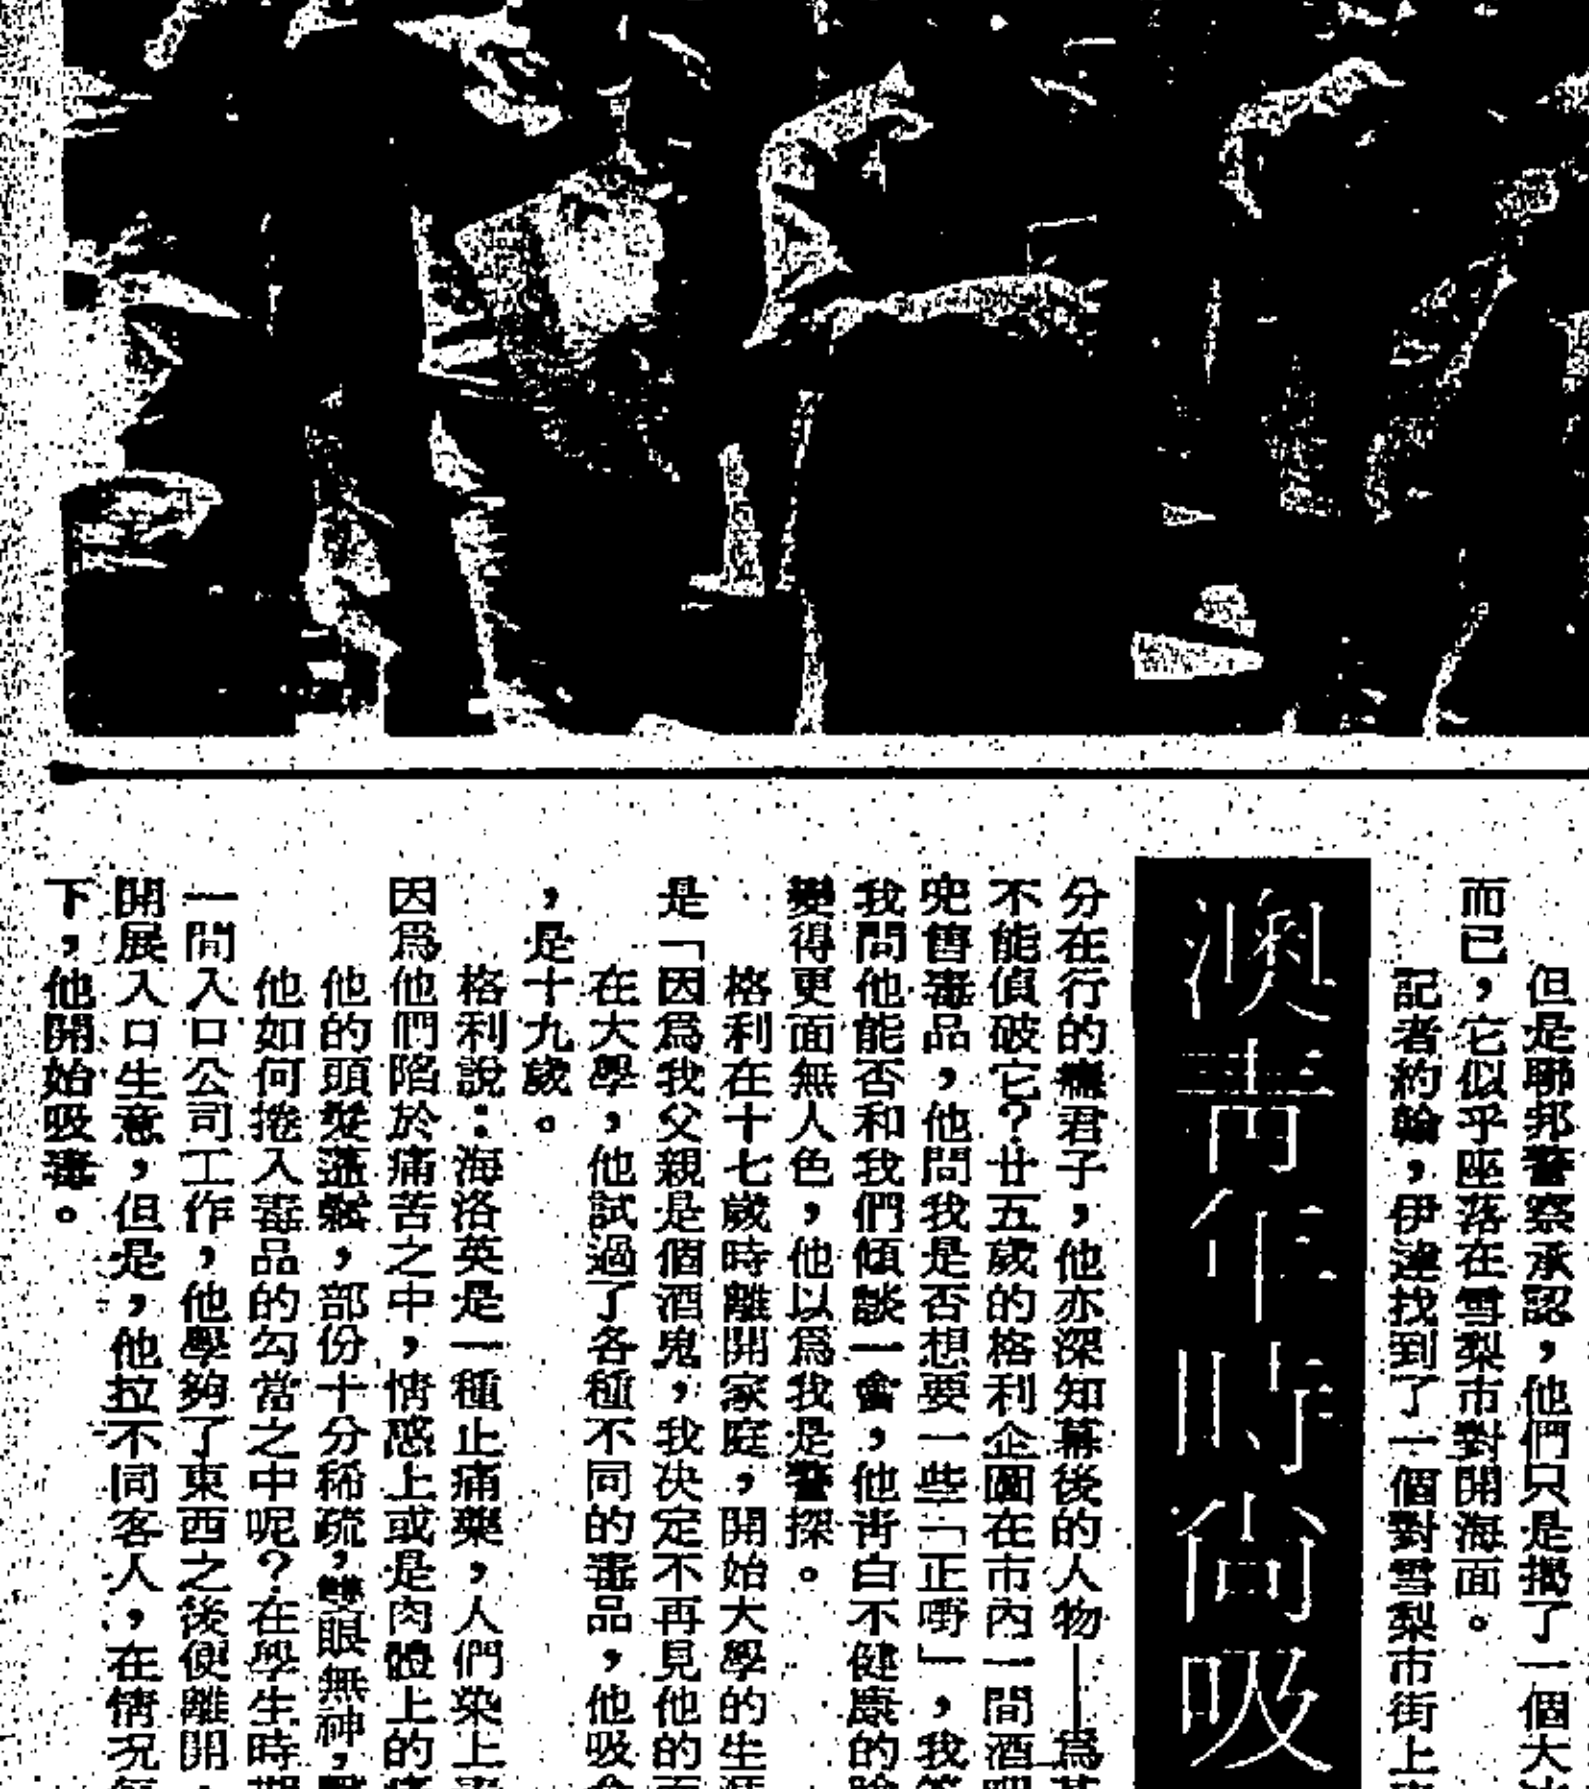 但是聯邦警察承認，他們只是搗了一個大
而已，它似乎座落在雪梨市對開海面。
記者約翰，伊達找到了一個對雪梨市街上
澳青年時尚吸
分在行的癮君子，他亦深知幕後的人物——爲
不能偵破它？廿五歲的格利企圖在市內一間酒
兜售毒品，他問我是否想要一些「正嘢」，我
我問他能否和我們傾談一會，他靑白不健康的
變得更面無人色，他以爲我是警探。
格利在十七歲時離開家庭，開始大學的生
是「因爲我父親是個酒鬼，我决定不再見他的
在大學，他試過了各種不同的毒品，他吸
，是十九歲。
格利說：海洛英是一種止痛藥，人們染上
因爲他們陷於痛苦之中，情感上或是肉體上的
他的頭髮蓬鬆，部份十分稀疏，雙眼無神，
他如何捲入毒品的勾當之中呢？在學生時
一間入口公司工作，他學夠了東西之後便離開，
開展入口生意，但是，他拉不同客人，在情况
下，他開始吸毒。